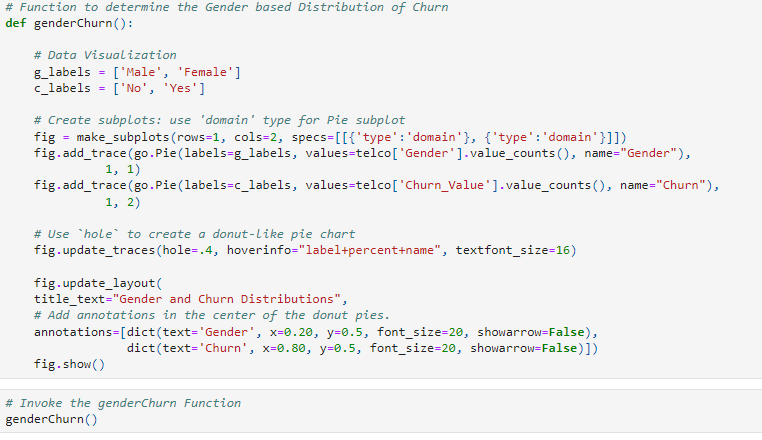 # Function to determine the Gender based Distribution of Churn
def genderChurn():
    # Data Visualization
    g_labels = ['Male', 'Female']
    c_labels = ['No', 'Yes']
    # Create subplots: use 'domain' type for Pie subplot
    fig = make_subplots(rows=1, cols=2, specs=[[{'type':'domain'}, {'type':'domain'}]])
    fig.add_trace(go.Pie(labels=g_labels, values=telco['Gender'].value_counts(), name="Gender"),
              1, 1)
    fig.add_trace(go.Pie(labels=c_labels, values=telco['Churn_Value'].value_counts(), name="Churn"),
              1, 2)
    # Use `hole` to create a donut-like pie chart
    fig.update_traces(hole=.4, hoverinfo="label+percent+name", textfont_size=16)
    fig.update_layout(
    title_text="Gender and Churn Distributions",
    # Add annotations in the center of the donut pies.
    annotations=[dict(text='Gender', x=0.20, y=0.5, font_size=20, showarrow=False),
                 dict(text='Churn', x=0.80, y=0.5, font_size=20, showarrow=False)])
    fig.show()
# Invoke the genderChurn Function
genderChurn()